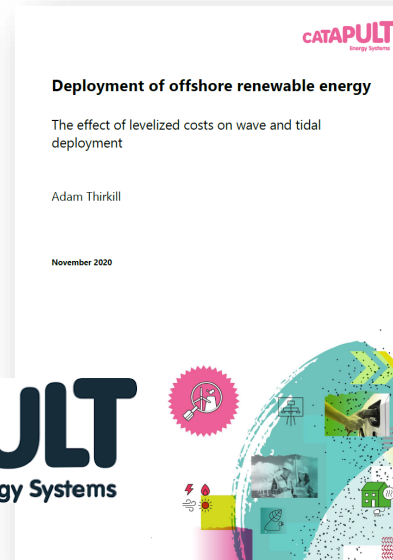 CATAPULT
Energy Systems
Deployment of offshore renewable energy
The effect of levelized costs on wave and tidal
deployment
Adam Thirkill
November 2020
ULT
gy Systems